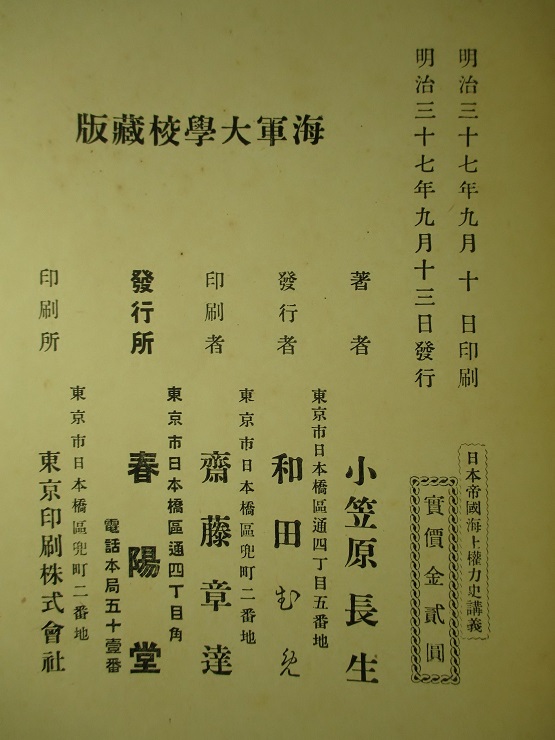 明治三十七年九月十日印刷
明治三十七年九月十三日發行
日本帝國海上權力史講義
實價金貳圓
海軍大學校藏版
著者
小笠原長生
東京市日本橋區通四丁目五番地
發行者
和田むめ
東京市日本橋區兜町二番地
印刷者
齋藤章達
東京市日本橋區通四丁目角
發行所
春陽堂
電話本局五十壹番
東京市日本橋區兜町二番地
印刷所
東京印刷株式會社